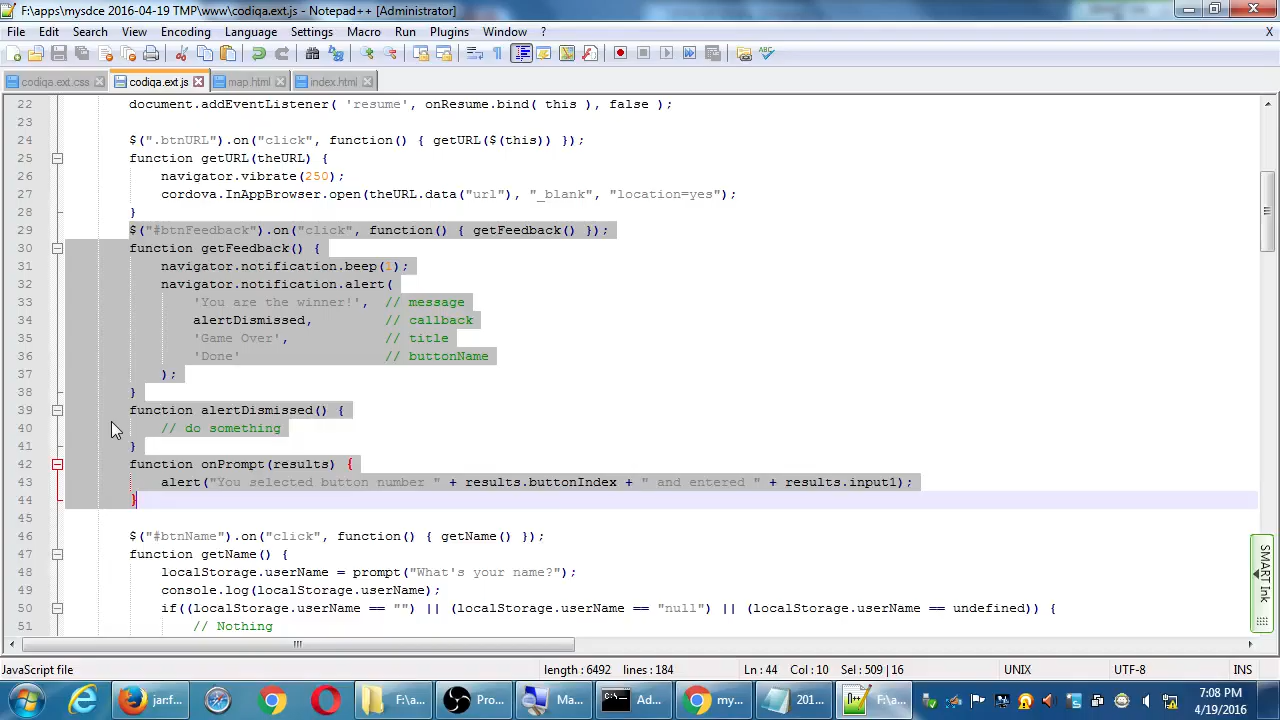 F:\apps\mysdce 2016-04-19 TMP\www\codiqa.ext.js - Notepad++ [Administrator]
File Edit Search View Encoding Language Settings Macro Run Plugins Window ? X
codiqa.ext.css codiqa.ext.js map.html index.html
22 document.addEventListener( 'resume', onResume.bind( this ), false );
23
24 $(".btnURL").on("click", function() { getURL($(this)) });
25 function getURL(theURL) {
26 navigator.vibrate(250);
27 cordova.InAppBrowser.open(theURL.data("url"), "_blank", "location=yes");
28 }
29 $("#btnFeedback").on("click", function() { getFeedback() });
30 function getFeedback() {
31 navigator.notification.beep(1);
32 navigator.notification.alert(
33 'You are the winner!', // message
34 alertDismissed, // callback
35 'Game Over', // title
36 'Done' // buttonName
37 );
38 }
39 function alertDismissed() {
40 // do something
41 }
42 function onPrompt(results) {
43 alert("You selected button number " + results.buttonIndex + " and entered " + results.input1);
44 }
45
46 $("#btnName").on("click", function() { getName() });
47 function getName() {
48 localStorage.userName = prompt("What's your name?");
49 console.log(localStorage.userName);
50 if((localStorage.userName == "") || (localStorage.userName == "null") || (localStorage.userName == undefined)) {
51 // Nothing
SMART Ink
JavaScript file length : 6492 lines : 184 Ln : 44 Col : 10 Sel : 509 | 16 UNIX UTF-8 INS
jar:f... F:\a... Pro... Ma... Ad... my... 201... F:\a... 7:08 PM
4/19/2016